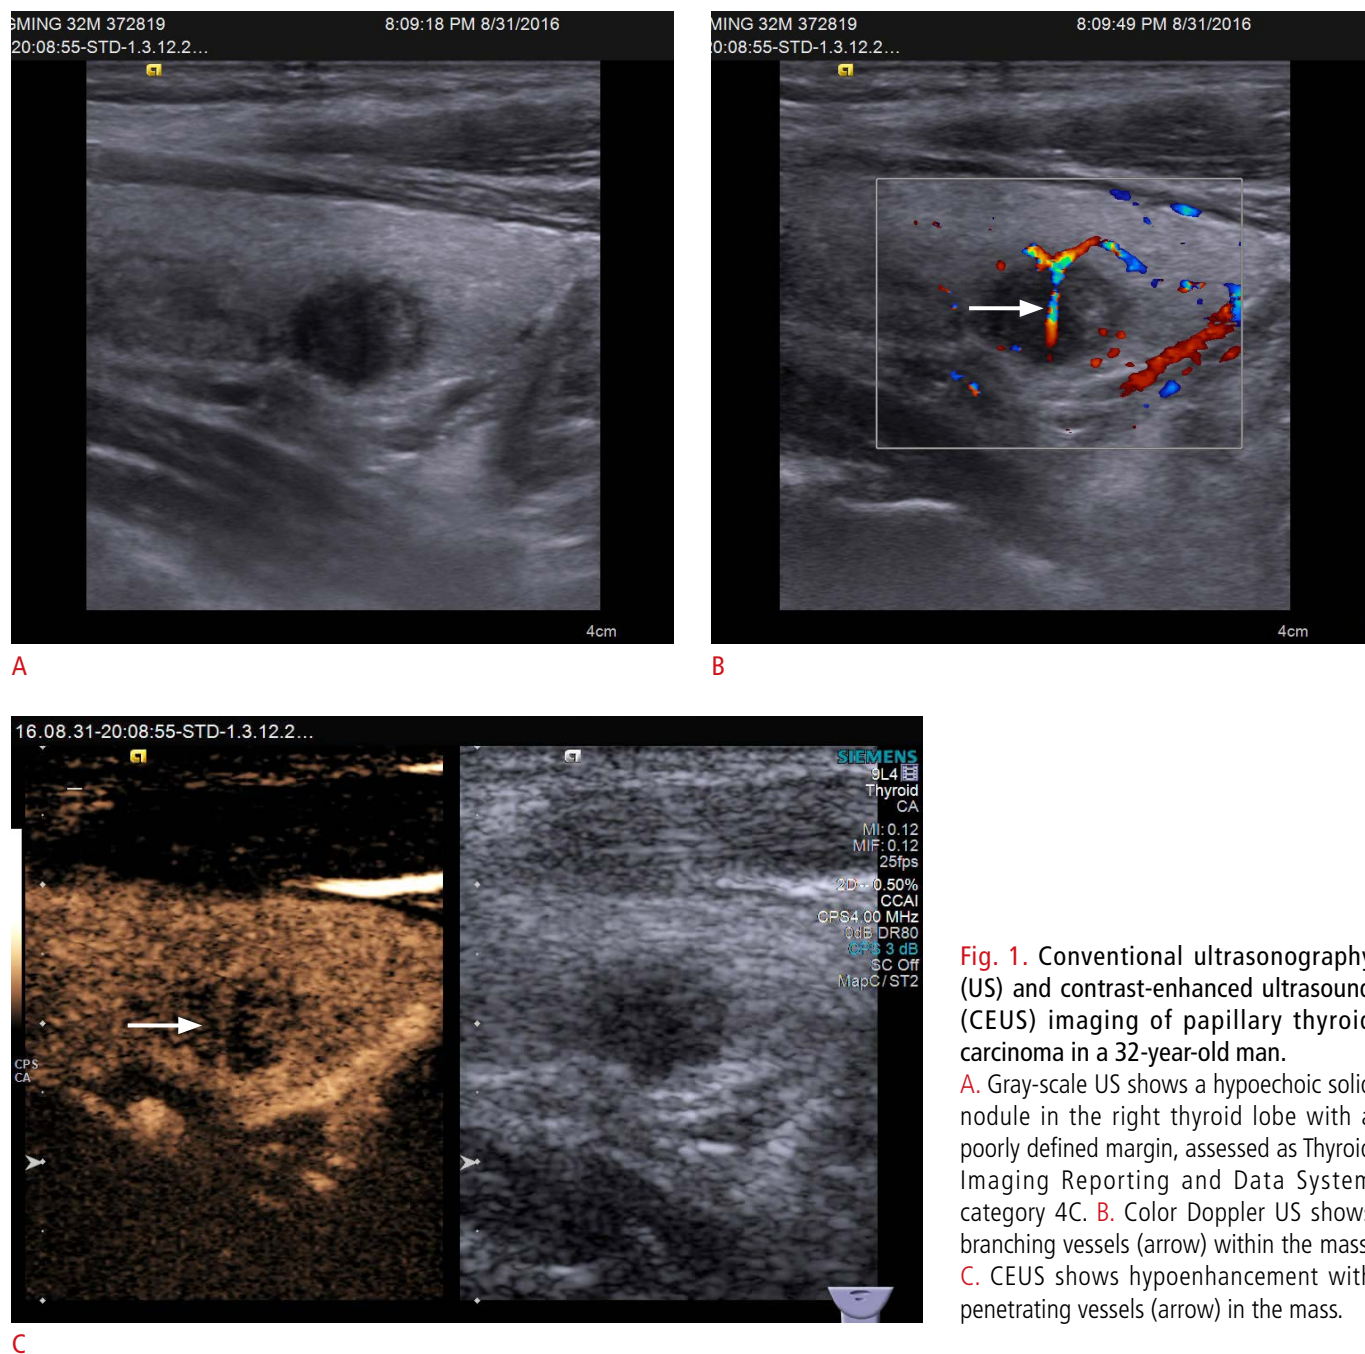 GMING 32M 372819 8:09:18 PM 8/31/2016
20:08:55-STD-1.3.12.2...
4cm
A
MING 32M 372819 8:09:49 PM 8/31/2016
0:08:55-STD-1.3.12.2...
4cm
B
16.08.31-20:08:55-STD-1.3.12.2...
SIEMENS
9L4
Thyroid
CA
MI: 0.12
MIF: 0.12
25fps
2D-- 0.50%
CCAI
CPS4.00 MHz
0dB DR80
CPS 3 dB
SC Off
MapC/ST2
CPS
CA
C
Fig. 1. Conventional ultrasonography
(US) and contrast-enhanced ultrasound
(CEUS) imaging of papillary thyroid
carcinoma in a 32-year-old man.
A. Gray-scale US shows a hypoechoic solid
nodule in the right thyroid lobe with a
poorly defined margin, assessed as Thyroid
Imaging Reporting and Data System
category 4C. B. Color Doppler US shows
branching vessels (arrow) within the mass.
C. CEUS shows hypoenhancement with
penetrating vessels (arrow) in the mass.